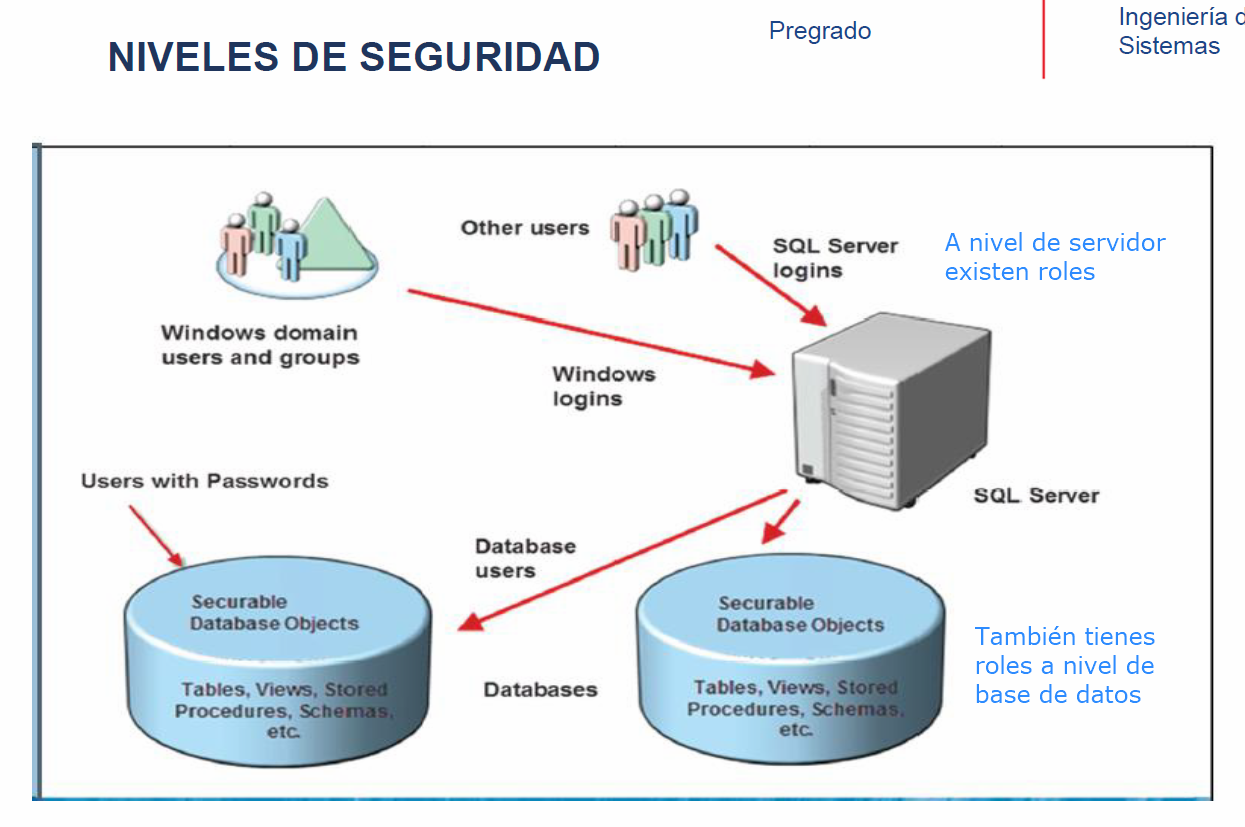 NIVELES DE SEGURIDAD
Pregrado
Ingeniería d
Sistemas
Other users
SQL Server
logins
A nivel de servidor
existen roles
Windows domain
users and groups
Windows
logins
Users with Passwords
SQL Server
Database
users
Securable
Database Objects
Tables, Views, Stored
Procedures, Schemas,
etc.
Databases
Securable
Database Objects
Tables, Views, Stored
Procedures, Schemas,
etc.
También tienes
roles a nivel de
base de datos